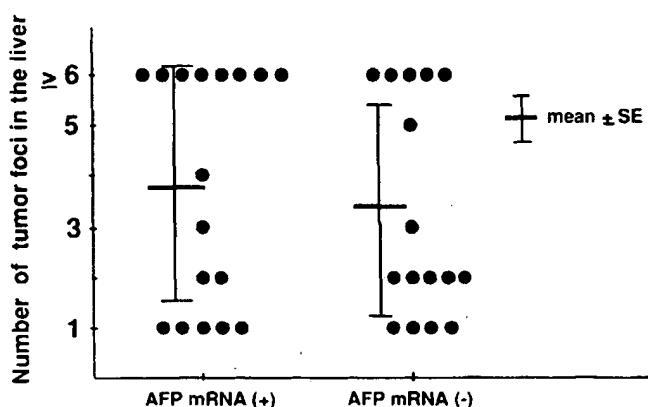 Number of tumor foci in the liver
≥ 6
5
3
1
mean ± SE
AFP mRNA (+)
AFP mRNA (-)